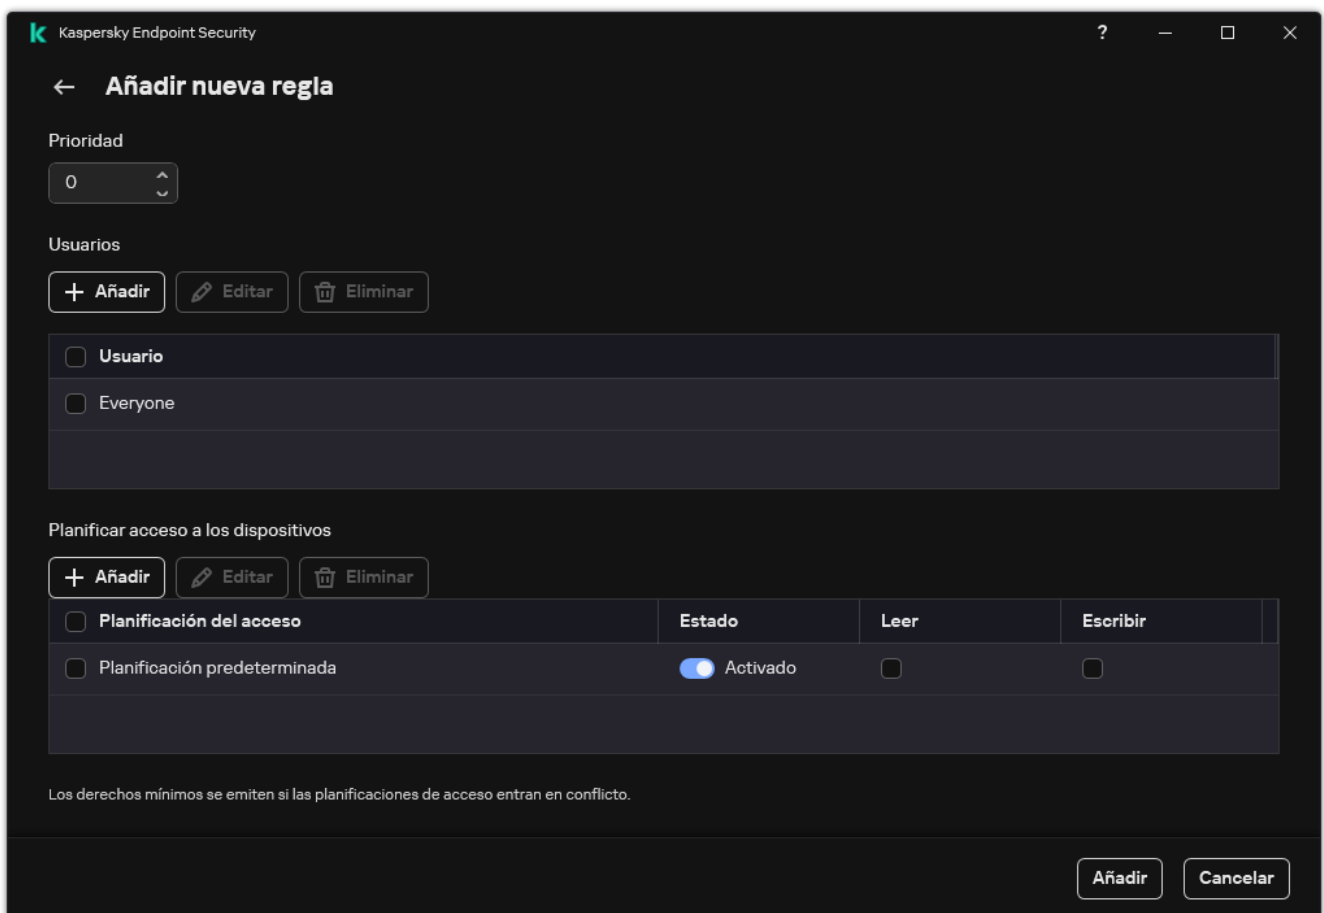 Kaspersky Endpoint Security ?
Añadir nueva regla
Prioridad
0
Usuarios
Añadir Editar Eliminar
Usuario
Everyone
Planificar acceso a los dispositivos
Añadir Editar Eliminar
Planificación del acceso Estado Leer Escribir
Planificación predeterminada Activado
Los derechos mínimos se emiten si las planificaciones de acceso entran en conflicto.
Añadir Cancelar